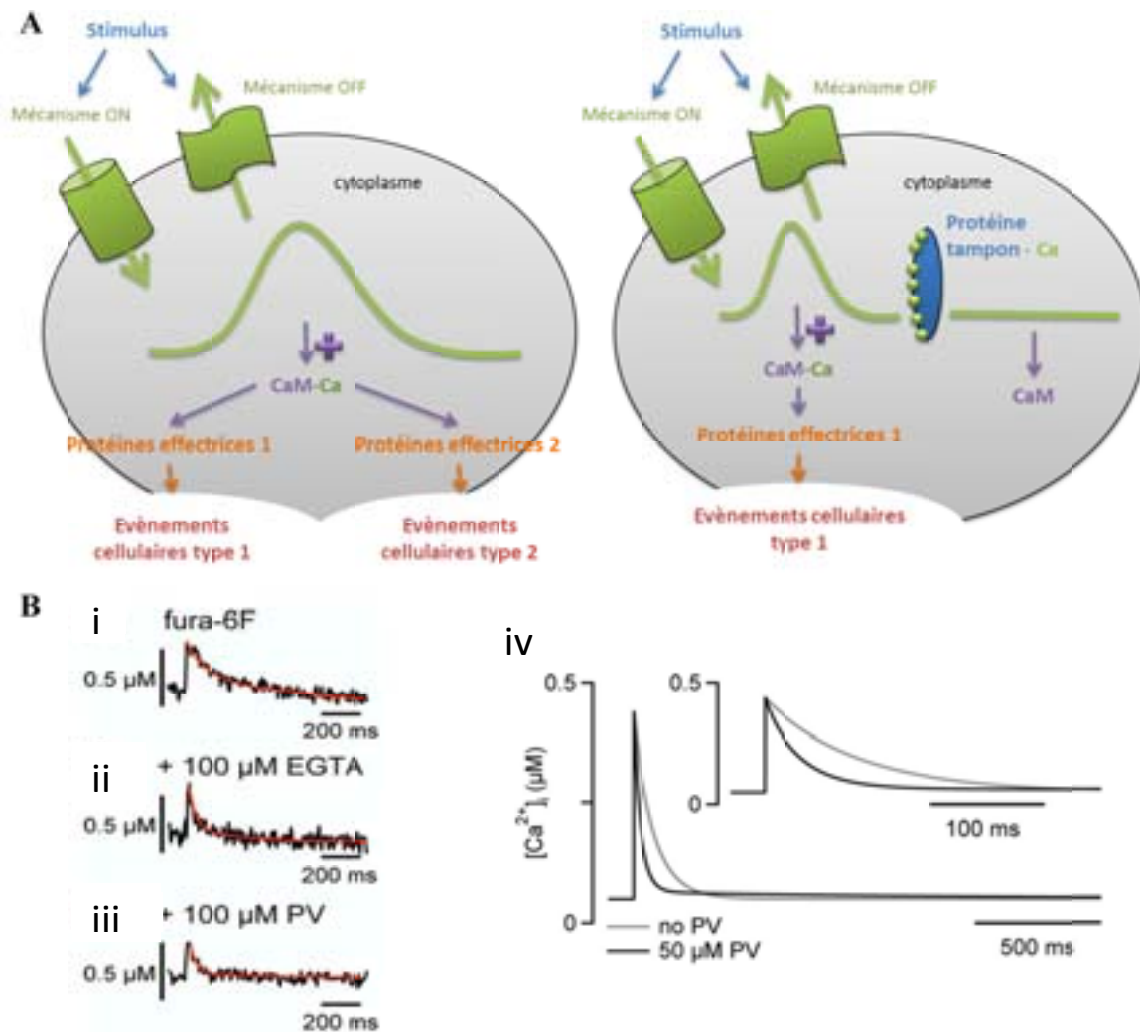 A
Stimulus
Mécanisme OFF
Mécanisme ON
cytoplasme
CaM-Ca
Protéines effectrices 1
Protéines effectrices 2
Evènements
cellulaires type 1
Evènements
cellulaires type 2
Stimulus
Mécanisme OFF
Mécanisme ON
cytoplasme
Protéine
tampon - Ca
CaM-Ca
CaM
Protéines effectrices 1
Evènements cellulaires
type 1
B
i
fura-6F
0.5 µM
200 ms
ii
+ 100 µM EGTA
0.5 µM
200 ms
iii
+ 100 µM PV
0.5 µM
200 ms
iv
0.5
[Ca²⁺]ᵢ (µM)
0
0.5
0
100 ms
no PV
50 µM PV
500 ms